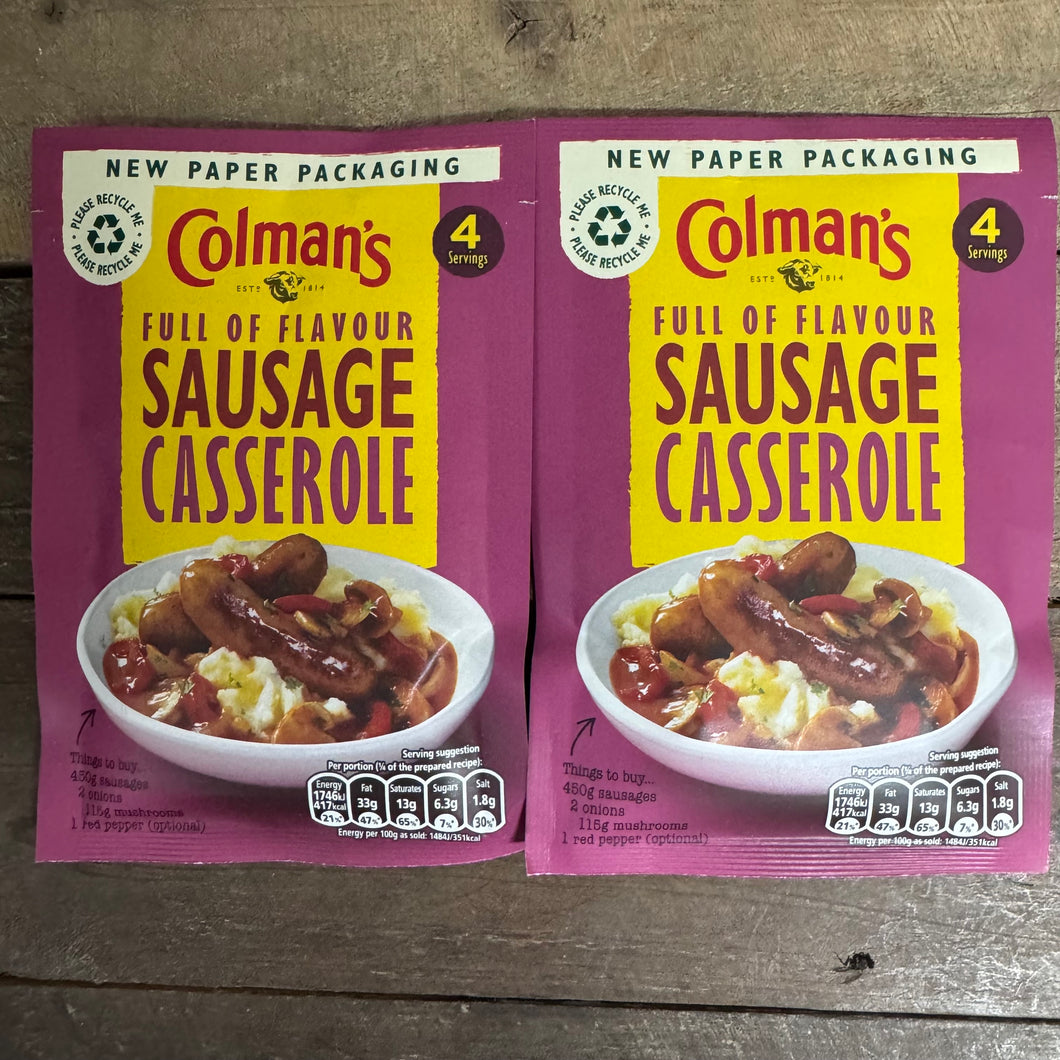 NEW PAPER PACKAGING
PLEASE RECYCLE ME • PLEASE RECYCLE ME •
Colman's
ESTD 1814
4
Servings
FULL OF FLAVOUR
SAUSAGE
CASSEROLE
Things to buy...
450g sausages
2 onions
115g mushrooms
1 red pepper (optional)
Serving suggestion
Per portion (¼ of the prepared recipe):
Energy 1746kJ 417kcal 21%*
Fat 33g 47%*
Saturates 13g 65%*
Sugars 6.3g 7%*
Salt 1.8g 30%*
Energy per 100g as sold: 1484J/351kcal
NEW PAPER PACKAGING
PLEASE RECYCLE ME • PLEASE RECYCLE ME •
Colman's
ESTD 1814
4
Servings
FULL OF FLAVOUR
SAUSAGE
CASSEROLE
Things to buy...
450g sausages
2 onions
115g mushrooms
1 red pepper (optional)
Serving suggestion
Per portion (¼ of the prepared recipe):
Energy 1746kJ 417kcal 21%*
Fat 33g 47%*
Saturates 13g 65%*
Sugars 6.3g 7%*
Salt 1.8g 30%*
Energy per 100g as sold: 1484J/351kcal